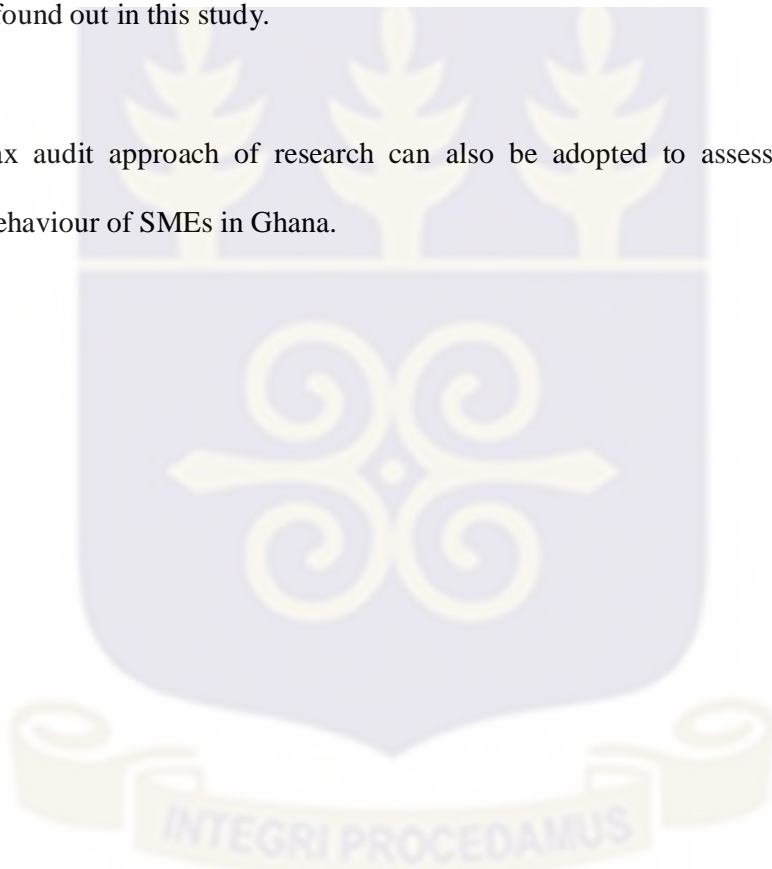 found out in this study.
ax audit approach of research can also be adopted to assess
ehaviour of SMEs in Ghana.
INTEGRI PROCEDAMUS